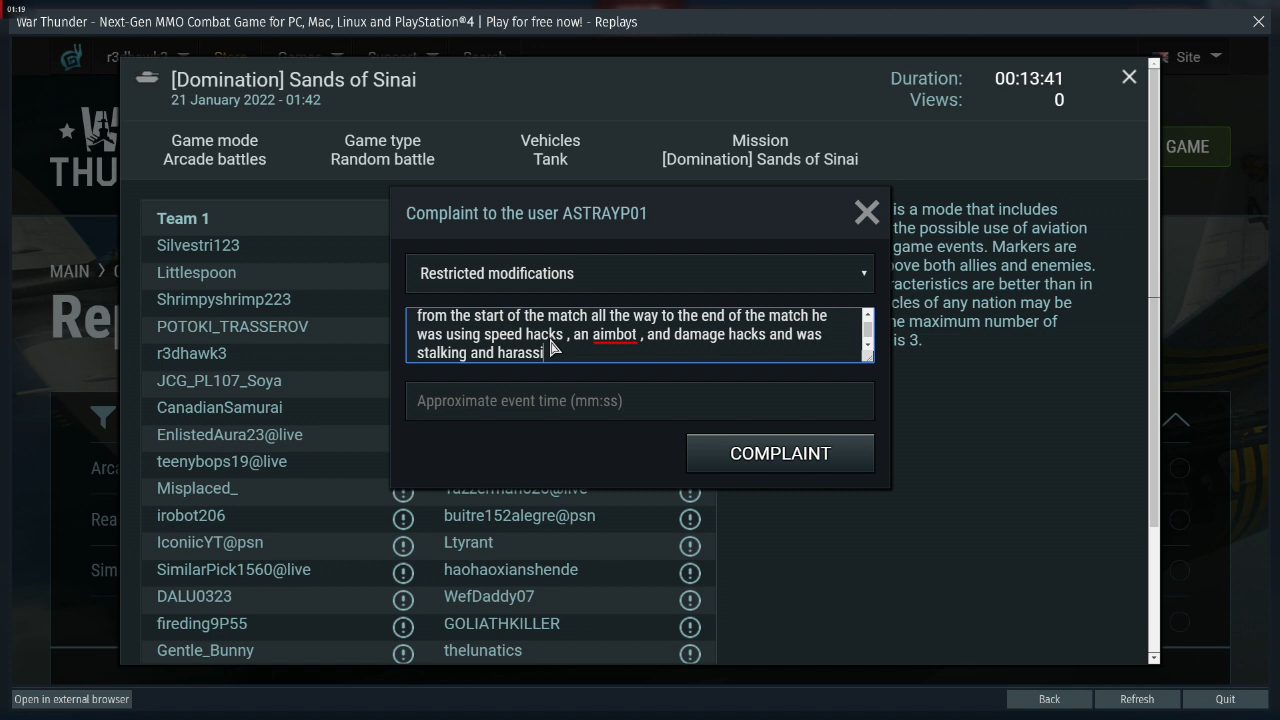 01:19
War Thunder - Next-Gen MMO Combat Game for PC, Mac, Linux and PlayStation®4 | Play for free now! - Replays
Site
[Domination] Sands of Sinai
21 January 2022 - 01:42
Duration: 00:13:41
Views: 0
Game mode
Arcade battles
Game type
Random battle
Vehicles
Tank
Mission
[Domination] Sands of Sinai
GAME
THU
MAIN
Rep
Team 1
Silvestri123
Littlespoon
Shrimpyshrimp223
POTOKI_TRASSEROV
r3dhawk3
JCG_PL107_Soya
CanadianSamurai
EnlistedAura23@live
teenybops19@live
Misplaced_
irobot206
buitre152alegre@psn
IconiicYT@psn
Ltyrant
SimilarPick1560@live
haohaoxianshende
DALU0323
WefDaddy07
fireding9P55
GOLIATHKILLER
Gentle_Bunny
thelunatics
Complaint to the user ASTRAYP01
Restricted modifications
from the start of the match all the way to the end of the match he
was using speed hacks , an aimbot , and damage hacks and was
stalking and harassi
Approximate event time (mm:ss)
COMPLAINT
is a mode that includes
the possible use of aviation
game events. Markers are
ove both allies and enemies.
aracteristics are better than in
cles of any nation may be
e maximum number of
is 3.
Arca
Rea
Sim
Open in external browser
Back
Refresh
Quit